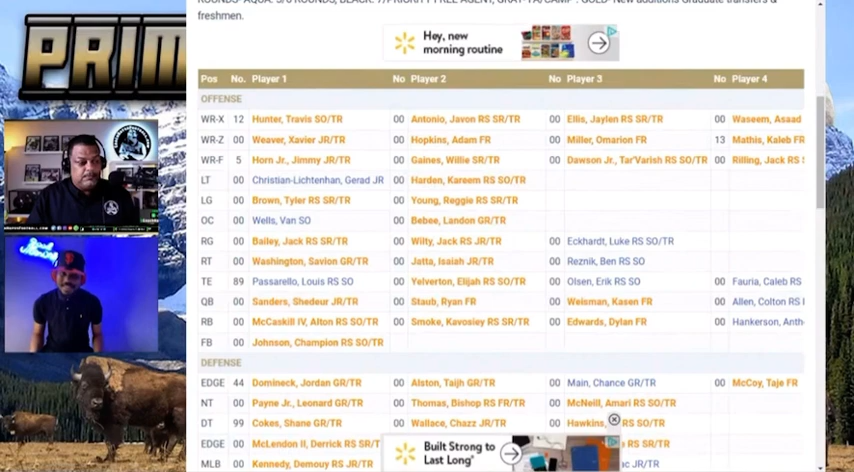 ROUNDS- AQUA: 5/6 ROUNDS, BLACK: 7/PRIORITY FREE AGENT, GRAY-TA/CAMP · GOLD- New additions Graduate transfers &
freshmen.
PRIM
Hey, new
morning routine
Pos No. Player 1 No Player 2 No Player 3 No Player 4
OFFENSE
WR-X 12 Hunter, Travis SO/TR 00 Antonio, Javon RS SR/TR 00 Ellis, Jaylen RS SR/TR 00 Waseem, Asaad
WR-Z 00 Weaver, Xavier JR/TR 00 Hopkins, Adam FR 00 Miller, Omarion FR 13 Mathis, Kaleb FR
WR-F 5 Horn Jr., Jimmy JR/TR 00 Gaines, Willie SR/TR 00 Dawson Jr., Tar'Varish RS SO/TR 00 Rilling, Jack RS
LT 00 Christian-Lichtenhan, Gerad JR 00 Harden, Kareem RS SO/TR
LG 00 Brown, Tyler RS SR/TR 00 Young, Reggie RS SR/TR
OC 00 Wells, Van SO 00 Bebee, Landon GR/TR
RG 00 Bailey, Jack RS SR/TR 00 Wilty, Jack RS JR/TR 00 Eckhardt, Luke RS SO/TR
RT 00 Washington, Savion GR/TR 00 Jatta, Isaiah JR/TR 00 Reznik, Ben RS SO
TE 89 Passarello, Louis RS SO 00 Yelverton, Elijah RS SO/TR 00 Olsen, Erik RS SO 00 Fauria, Caleb RS
QB 00 Sanders, Shedeur JR/TR 00 Staub, Ryan FR 00 Weisman, Kasen FR 00 Allen, Colton RS
RB 00 McCaskill IV, Alton RS SO/TR 00 Smoke, Kavosiey RS SR/TR 00 Edwards, Dylan FR 00 Hankerson, Anth
FB 00 Johnson, Champion RS SO/TR
DEFENSE
EDGE 44 Domineck, Jordan GR/TR 00 Alston, Taijh GR/TR 00 Main, Chance GR/TR 00 McCoy, Taje FR
NT 00 Payne Jr., Leonard GR/TR 00 Thomas, Bishop RS FR/TR 00 McNeill, Amari RS SO/TR
DT 99 Cokes, Shane GR/TR 00 Wallace, Chazz JR/TR 00 Hawkins, RS SO/TR
EDGE 00 McLendon II, Derrick RS SR/T RS SR/TR
MLB 00 Kennedy, Demouy RS JR/TR JR/TR
Built Strong to
Last Long*